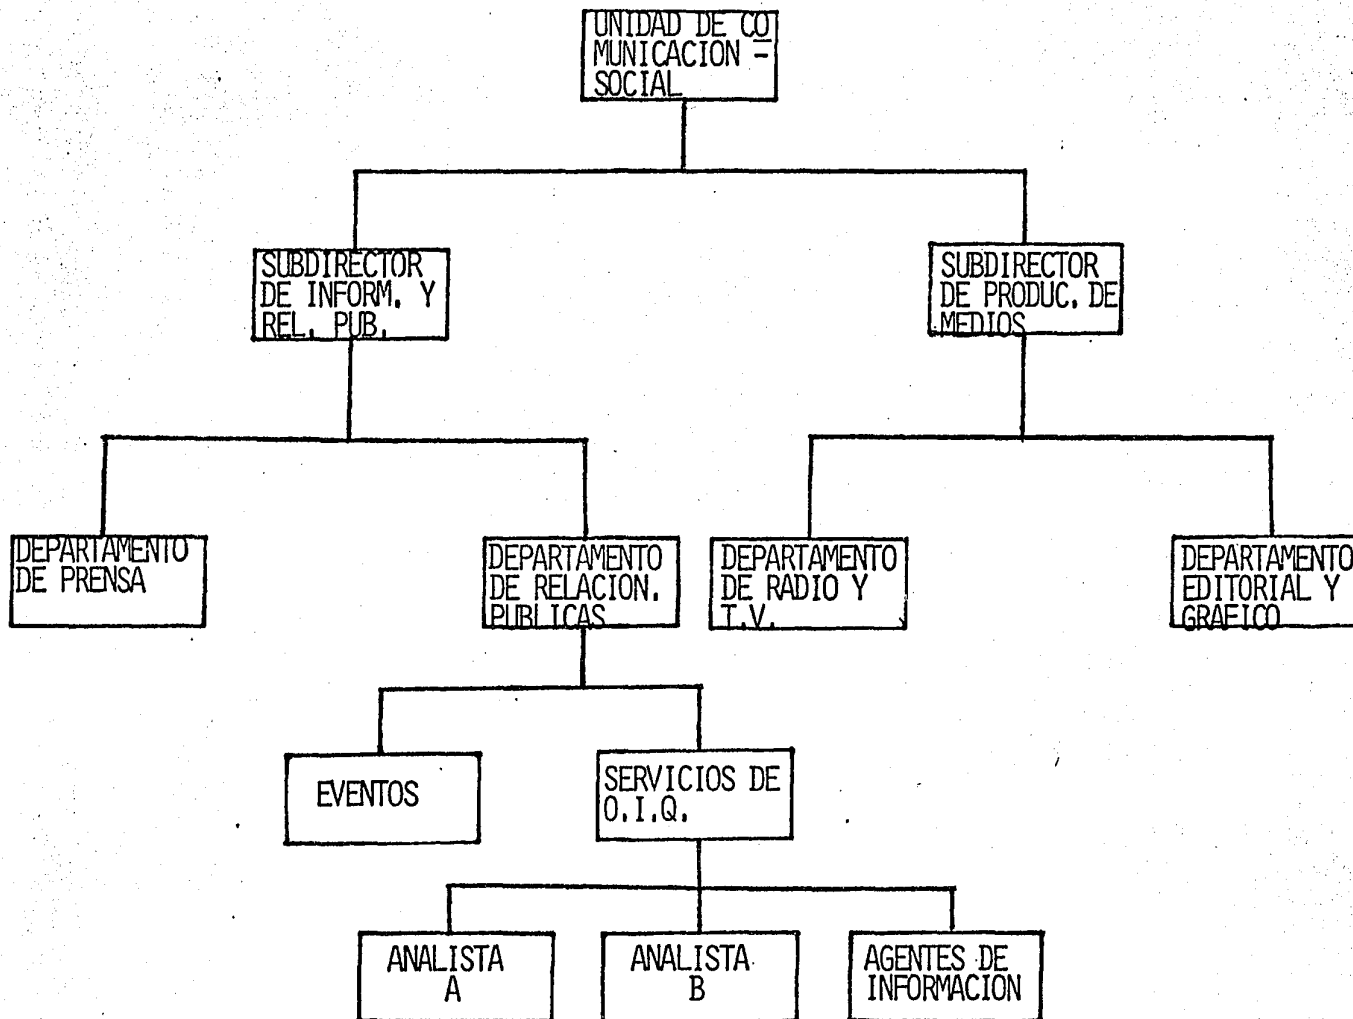 UNIDAD DE CO
MUNICACION -
SOCIAL
SUBDIRECTOR
DE INFORM. Y
REL. PUB.
SUBDIRECTOR
DE PRODUC. DE
MEDIOS
DEPARTAMENTO
DE PRENSA
DEPARTAMENTO
DE RELACION.
PUBLICAS
DEPARTAMENTO
DE RADIO Y
T.V.
DEPARTAMENTO
EDITORIAL Y
GRAFICO
EVENTOS
SERVICIOS DE
O.I.Q.
ANALISTA
A
ANALISTA
B
AGENTES DE
INFORMACION